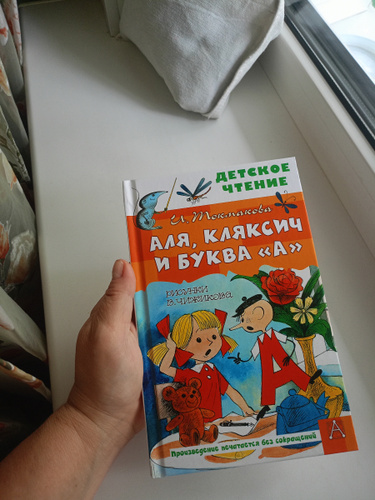 ДЕТСКОЕ
ЧТЕНИЕ
И. Токмакова
АЛЯ, КЛЯКСИЧ
И БУКВА «А»
РИСУНКИ
В. ЧИЖИКОВА
А
Произведение печатается без сокращений
А